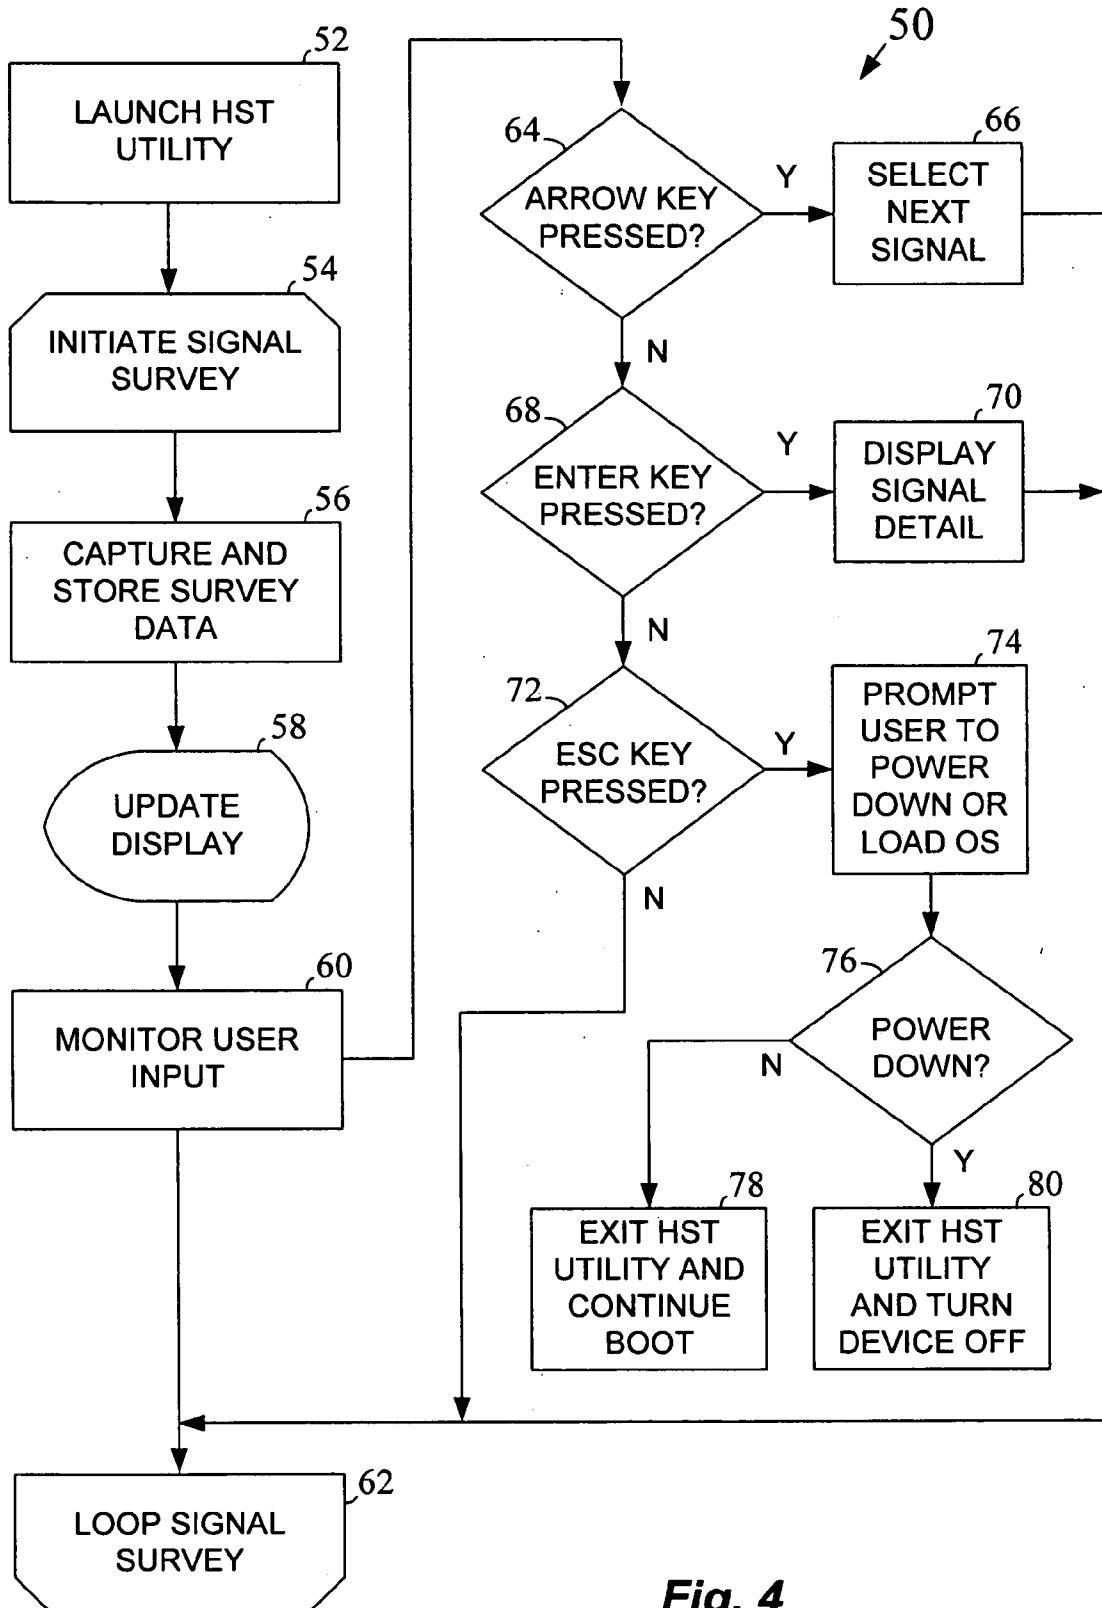 50
52
LAUNCH HST
UTILITY
54
INITIATE SIGNAL
SURVEY
56
CAPTURE AND
STORE SURVEY
DATA
58
UPDATE
DISPLAY
60
MONITOR USER
INPUT
64
ARROW KEY
PRESSED?
Y
N
66
SELECT
NEXT
SIGNAL
68
ENTER KEY
PRESSED?
Y
N
70
DISPLAY
SIGNAL
DETAIL
72
ESC KEY
PRESSED?
Y
N
74
PROMPT
USER TO
POWER
DOWN OR
LOAD OS
76
POWER
DOWN?
N
Y
78
EXIT HST
UTILITY AND
CONTINUE
BOOT
80
EXIT HST
UTILITY
AND TURN
DEVICE OFF
62
LOOP SIGNAL
SURVEY
Fig. 4